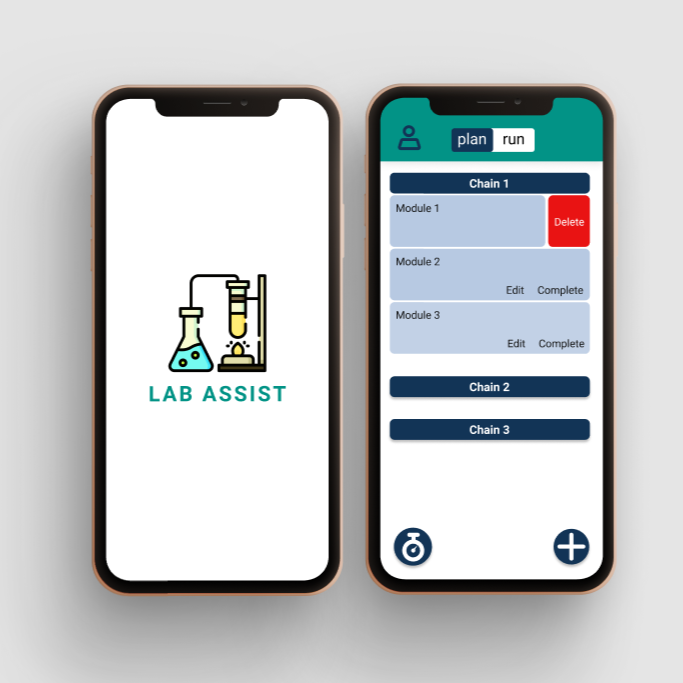 LAB ASSIST
plan run
Chain 1
Module 1
Delete
Module 2
Edit Complete
Module 3
Edit Complete
Chain 2
Chain 3